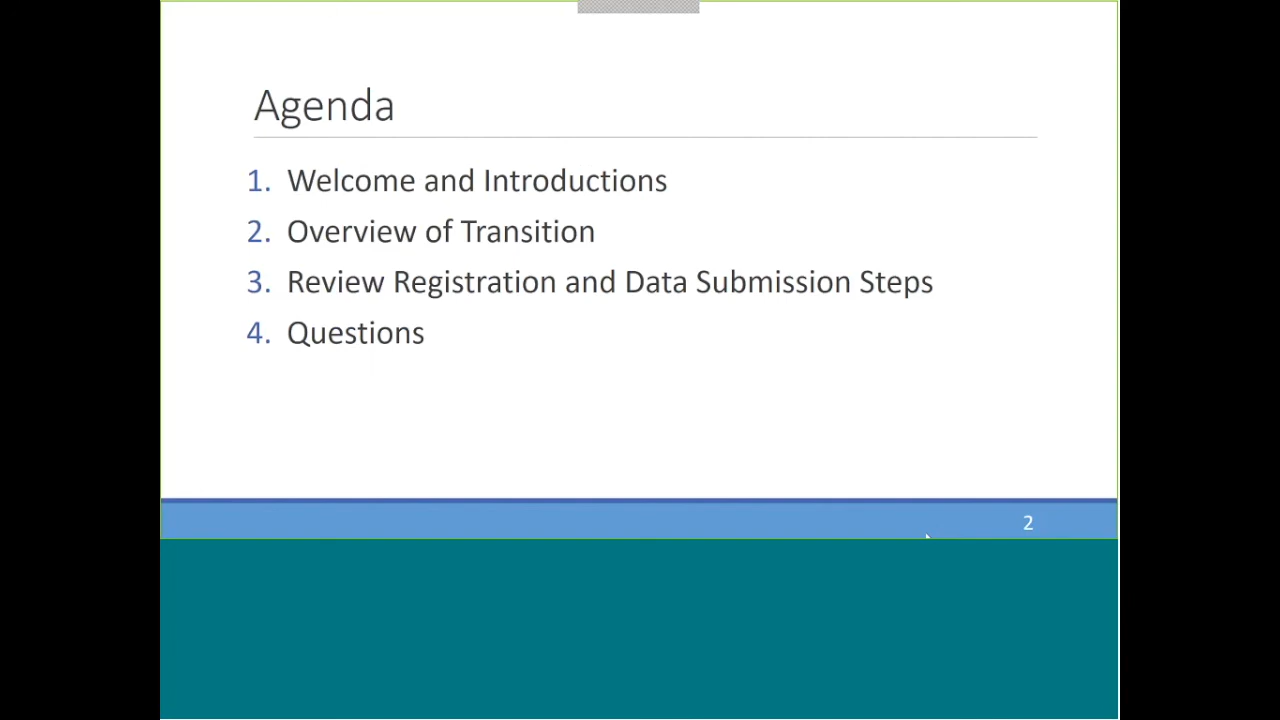 Agenda
1. Welcome and Introductions
2. Overview of Transition
3. Review Registration and Data Submission Steps
4. Questions
2